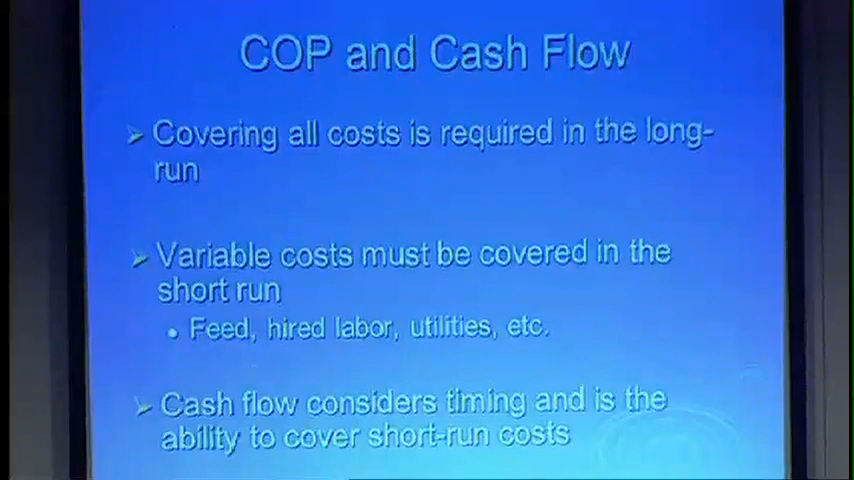 COP and Cash Flow
➢ Covering all costs is required in the long-
run
➢ Variable costs must be covered in the
short run
• Feed, hired labor, utilities, etc.
➢ Cash flow considers timing and is the
ability to cover short-run costs